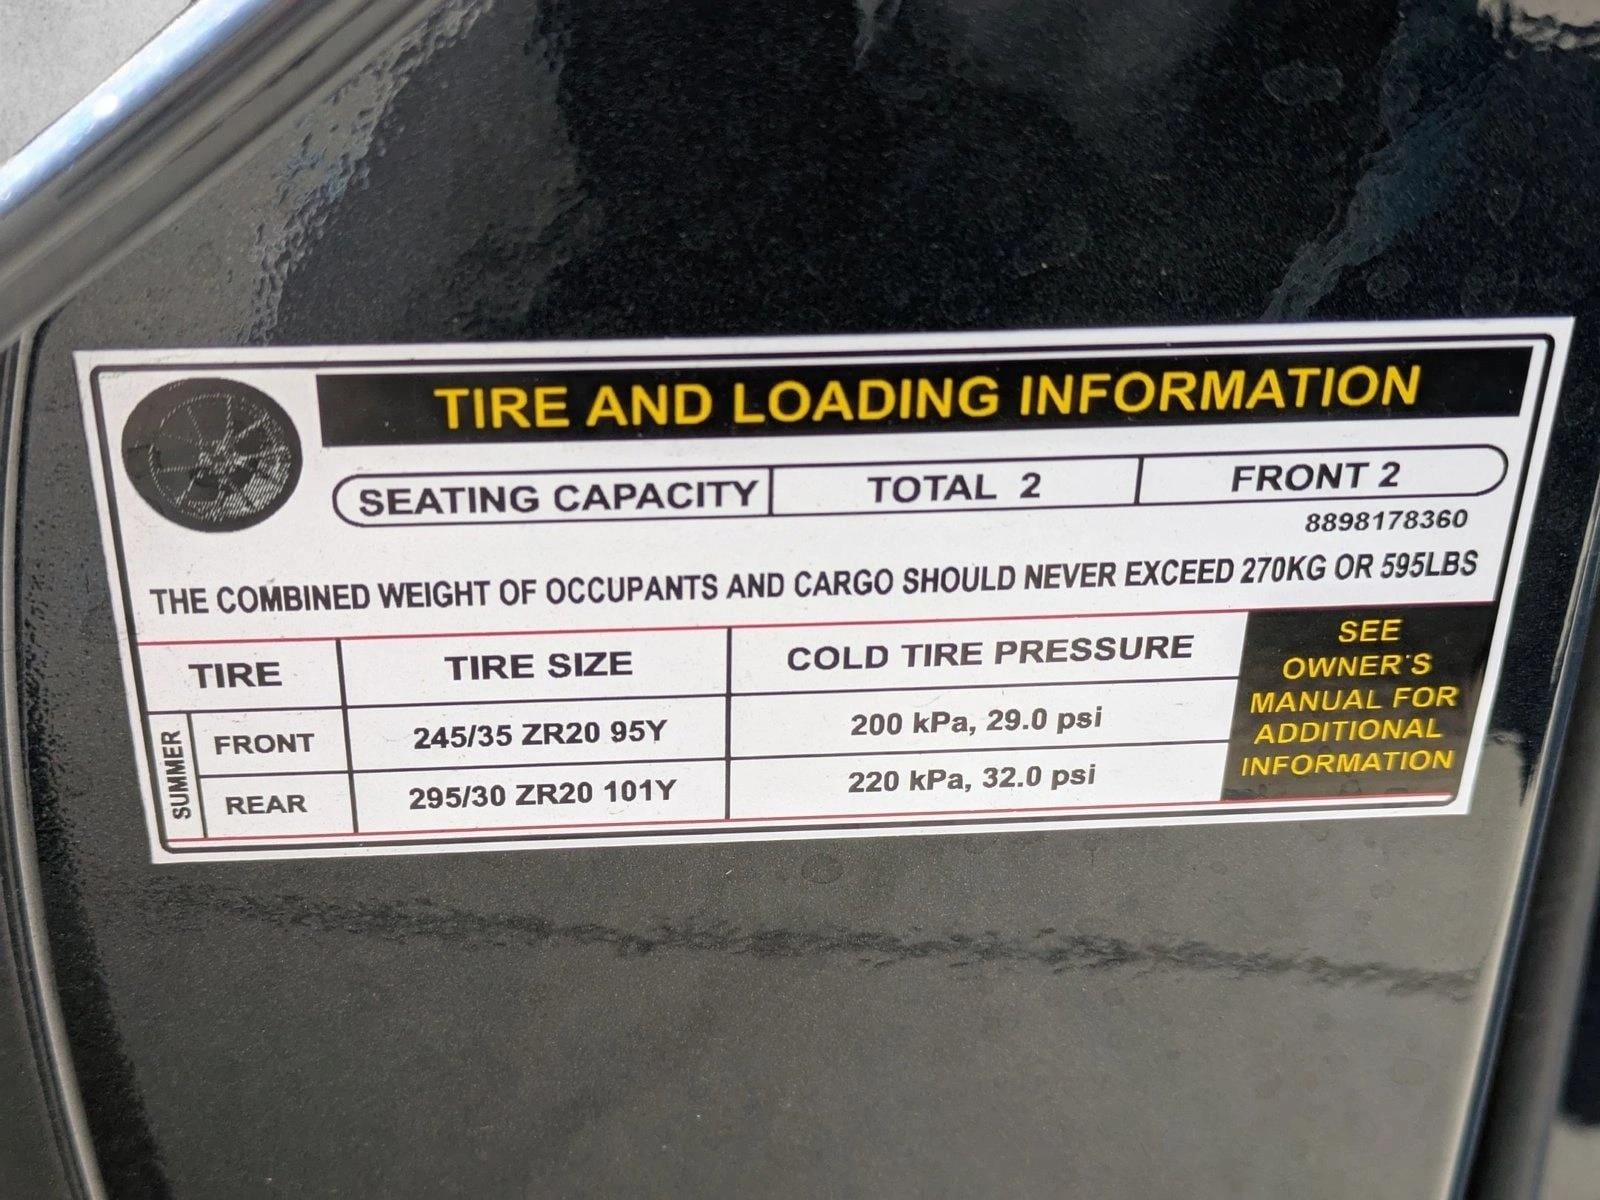 TIRE AND LOADING INFORMATION
SEATING CAPACITY TOTAL 2 FRONT 2
8898178360
THE COMBINED WEIGHT OF OCCUPANTS AND CARGO SHOULD NEVER EXCEED 270KG OR 595LBS
TIRE TIRE SIZE COLD TIRE PRESSURE
SUMMER
FRONT 245/35 ZR20 95Y 200 kPa, 29.0 psi
REAR 295/30 ZR20 101Y 220 kPa, 32.0 psi
SEE
OWNER'S
MANUAL FOR
ADDITIONAL
INFORMATION